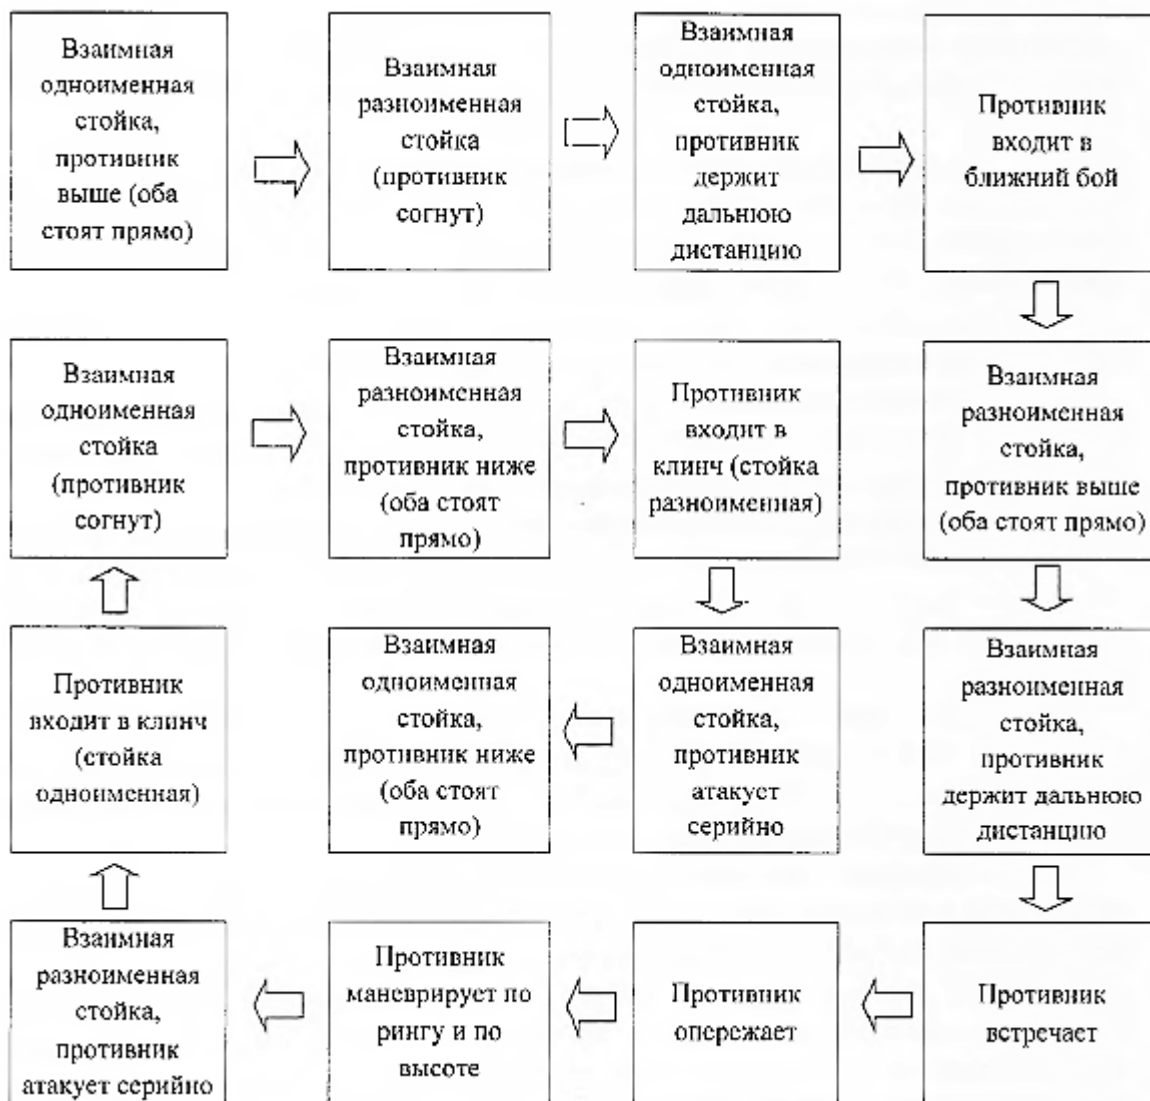 Взаимная
одноименная
стойка,
противник
выше (оба
стоят прямо)
Взаимная
разноименная
стойка
(противник
согнут)
Взаимная
одноименная
стойка,
противник
держит
дальнюю
дистанцию
Противник
входит в
ближний бой
Взаимная
одноименная
стойка
(противник
согнут)
Взаимная
разноименная
стойка,
противник ниже
(оба стоят
прямо)
Противник
входит в
клинч (стойка
разноименная)
Взаимная
разноименная
стойка,
противник выше
(оба стоят прямо)
Противник
входит в клинч
(стойка
одноименная)
Взаимная
одноименная
стойка,
противник ниже
(оба стоят
прямо)
Взаимная
одноименная
стойка,
противник
атакует
серийно
Взаимная
разноименная
стойка,
противник
держит дальнюю
дистанцию
Взаимная
разноименная
стойка,
противник
атакует серийно
Противник
маневрирует по
рингу и по
высоте
Противник
опережает
Противник
встречает